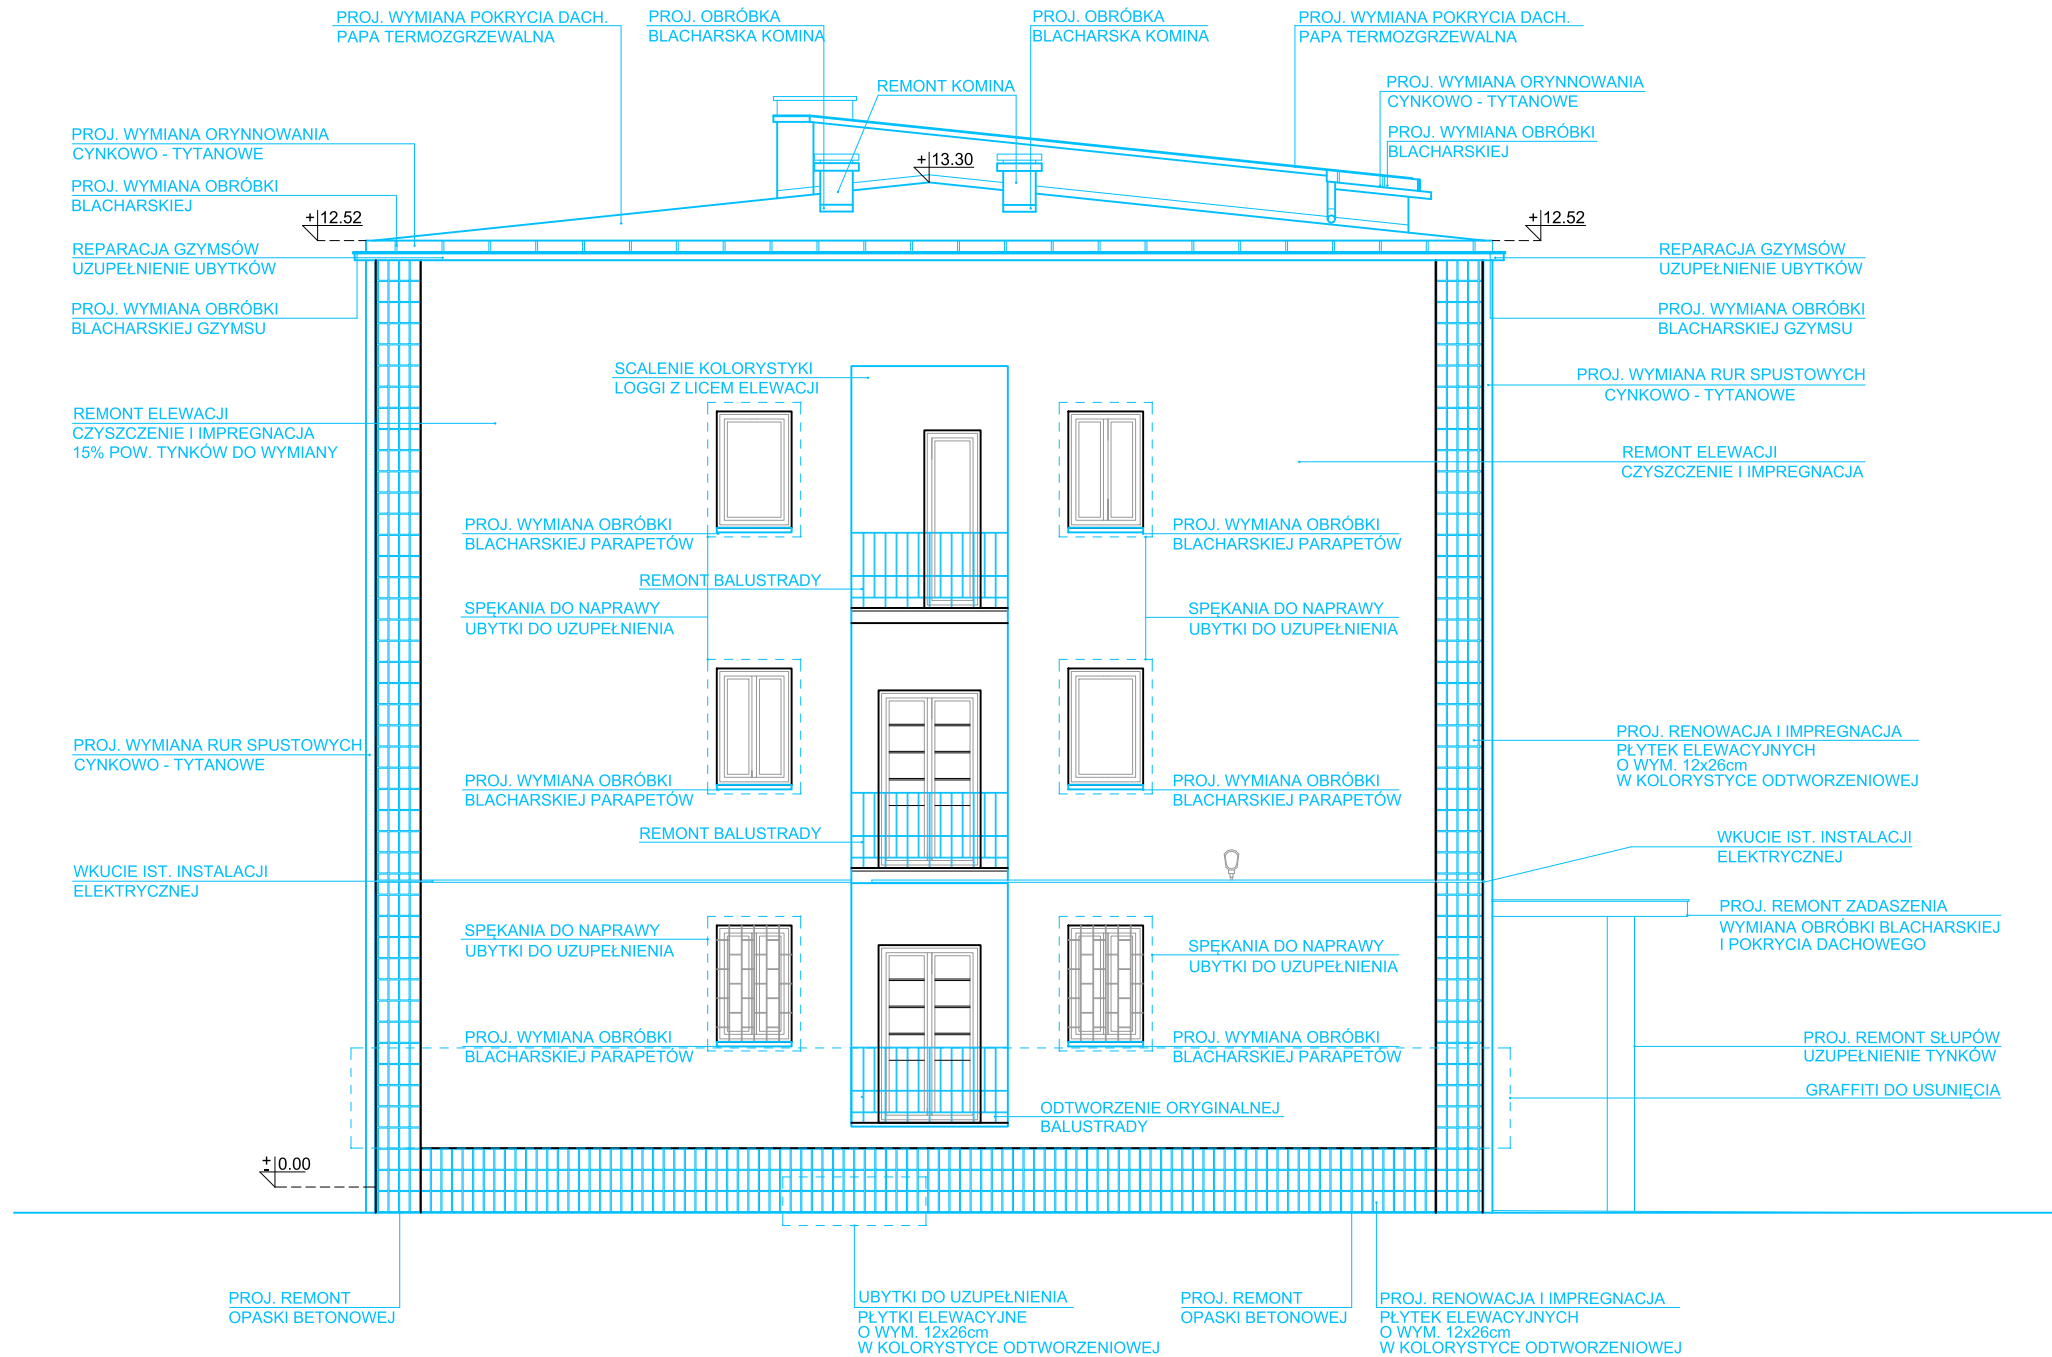 PROJ. WYMIANA POKRYCIA DACH.
PAPA TERMOZGRZEWALNA
PROJ. OBRÓBKA
BLACHARSKA KOMINA
PROJ. OBRÓBKA
BLACHARSKA KOMINA
PROJ. WYMIANA POKRYCIA DACH.
PAPA TERMOZGRZEWALNA
REMONT KOMINA
PROJ. WYMIANA ORYNNOWANIA
CYNKOWO - TYTANOWE
PROJ. WYMIANA OBRÓBKI
BLACHARSKIEJ
PROJ. WYMIANA ORYNNOWANIA
CYNKOWO - TYTANOWE
+13.30
PROJ. WYMIANA OBRÓBKI
BLACHARSKIEJ
+12.52
+12.52
REPARACJA GZYMSÓW
UZUPEŁNIENIE UBYTKÓW
REPARACJA GZYMSÓW
UZUPEŁNIENIE UBYTKÓW
PROJ. WYMIANA OBRÓBKI
BLACHARSKIEJ GZYMSU
PROJ. WYMIANA OBRÓBKI
BLACHARSKIEJ GZYMSU
SCALENIE KOLORYSTYKI
LOGGI Z LICEM ELEWACJI
PROJ. WYMIANA RUR SPUSTOWYCH
CYNKOWO - TYTANOWE
REMONT ELEWACJI
CZYSZCZENIE I IMPREGNACJA
15% POW. TYNKÓW DO WYMIANY
REMONT ELEWACJI
CZYSZCZENIE I IMPREGNACJA
PROJ. WYMIANA OBRÓBKI
BLACHARSKIEJ PARAPETÓW
PROJ. WYMIANA OBRÓBKI
BLACHARSKIEJ PARAPETÓW
REMONT BALUSTRADY
SPĘKANIA DO NAPRAWY
UBYTKI DO UZUPEŁNIENIA
SPĘKANIA DO NAPRAWY
UBYTKI DO UZUPEŁNIENIA
PROJ. WYMIANA RUR SPUSTOWYCH
CYNKOWO - TYTANOWE
PROJ. RENOWACJA I IMPREGNACJA
PŁYTEK ELEWACYJNYCH
O WYM. 12x26cm
W KOLORYSTYCE ODTWORZENIOWEJ
PROJ. WYMIANA OBRÓBKI
BLACHARSKIEJ PARAPETÓW
PROJ. WYMIANA OBRÓBKI
BLACHARSKIEJ PARAPETÓW
REMONT BALUSTRADY
WKUCIE IST. INSTALACJI
ELEKTRYCZNEJ
WKUCIE IST. INSTALACJI
ELEKTRYCZNEJ
PROJ. REMONT ZADASZENIA
WYMIANA OBRÓBKI BLACHARSKIEJ
I POKRYCIA DACHOWEGO
SPĘKANIA DO NAPRAWY
UBYTKI DO UZUPEŁNIENIA
SPĘKANIA DO NAPRAWY
UBYTKI DO UZUPEŁNIENIA
PROJ. WYMIANA OBRÓBKI
BLACHARSKIEJ PARAPETÓW
PROJ. WYMIANA OBRÓBKI
BLACHARSKIEJ PARAPETÓW
PROJ. REMONT SŁUPÓW
UZUPEŁNIENIE TYNKÓW
GRAFFITI DO USUNIĘCIA
ODTWORZENIE ORYGINALNEJ
BALUSTRADY
±0.00
PROJ. REMONT
OPASKI BETONOWEJ
UBYTKI DO UZUPEŁNIENIA
PŁYTKI ELEWACYJNE
O WYM. 12x26cm
W KOLORYSTYCE ODTWORZENIOWEJ
PROJ. REMONT
OPASKI BETONOWEJ
PROJ. RENOWACJA I IMPREGNACJA
PŁYTEK ELEWACYJNYCH
O WYM. 12x26cm
W KOLORYSTYCE ODTWORZENIOWEJ